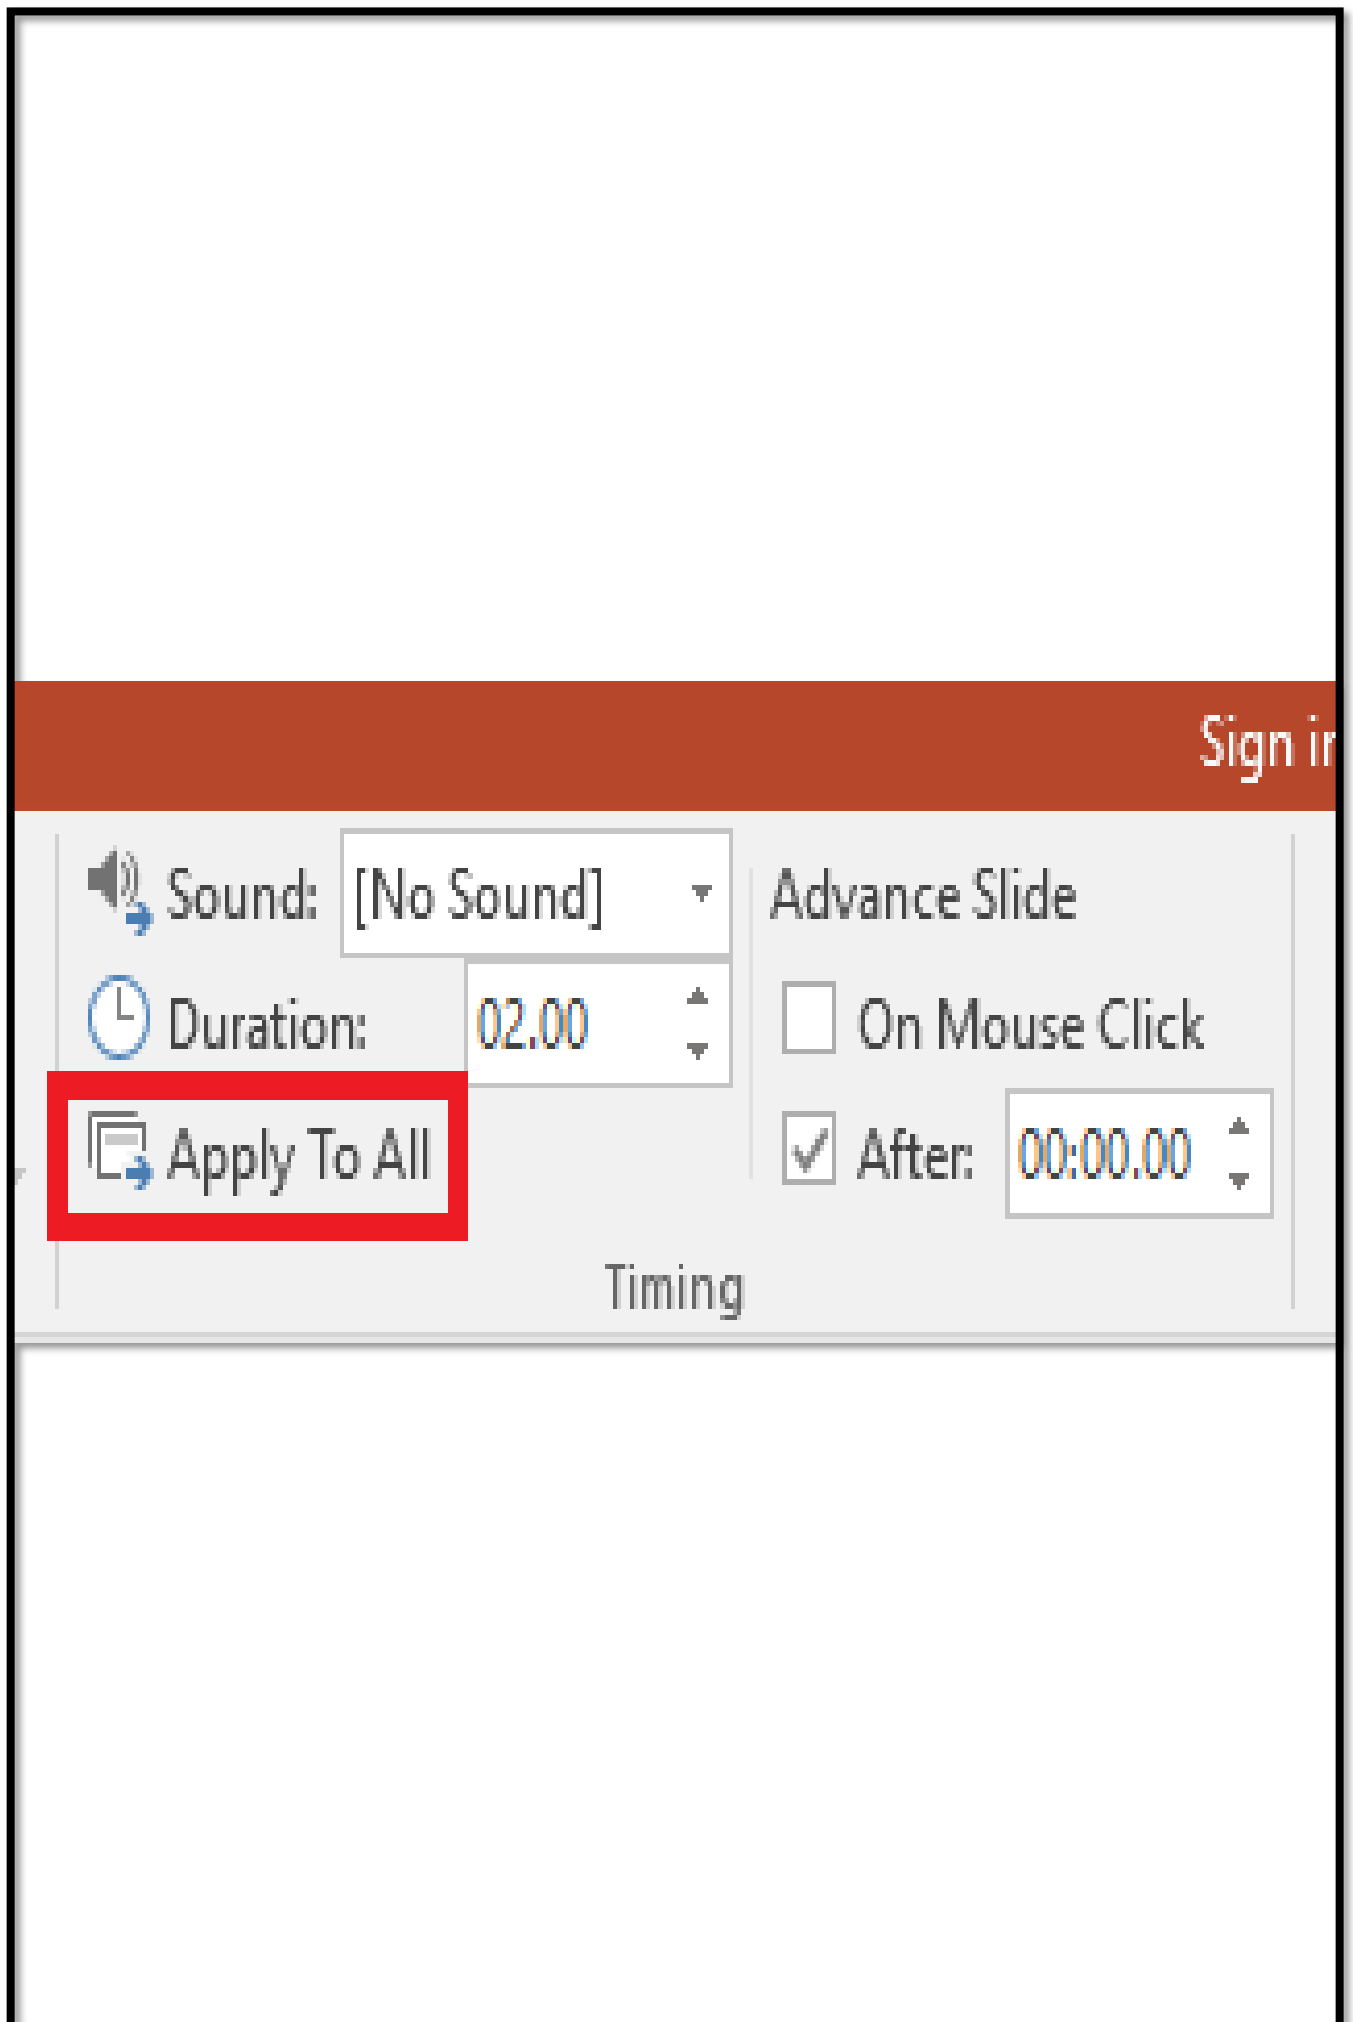 Sign in
Sound: [No Sound]
Duration: 02.00
Apply To All
Advance Slide
On Mouse Click
After: 00:00.00
Timing